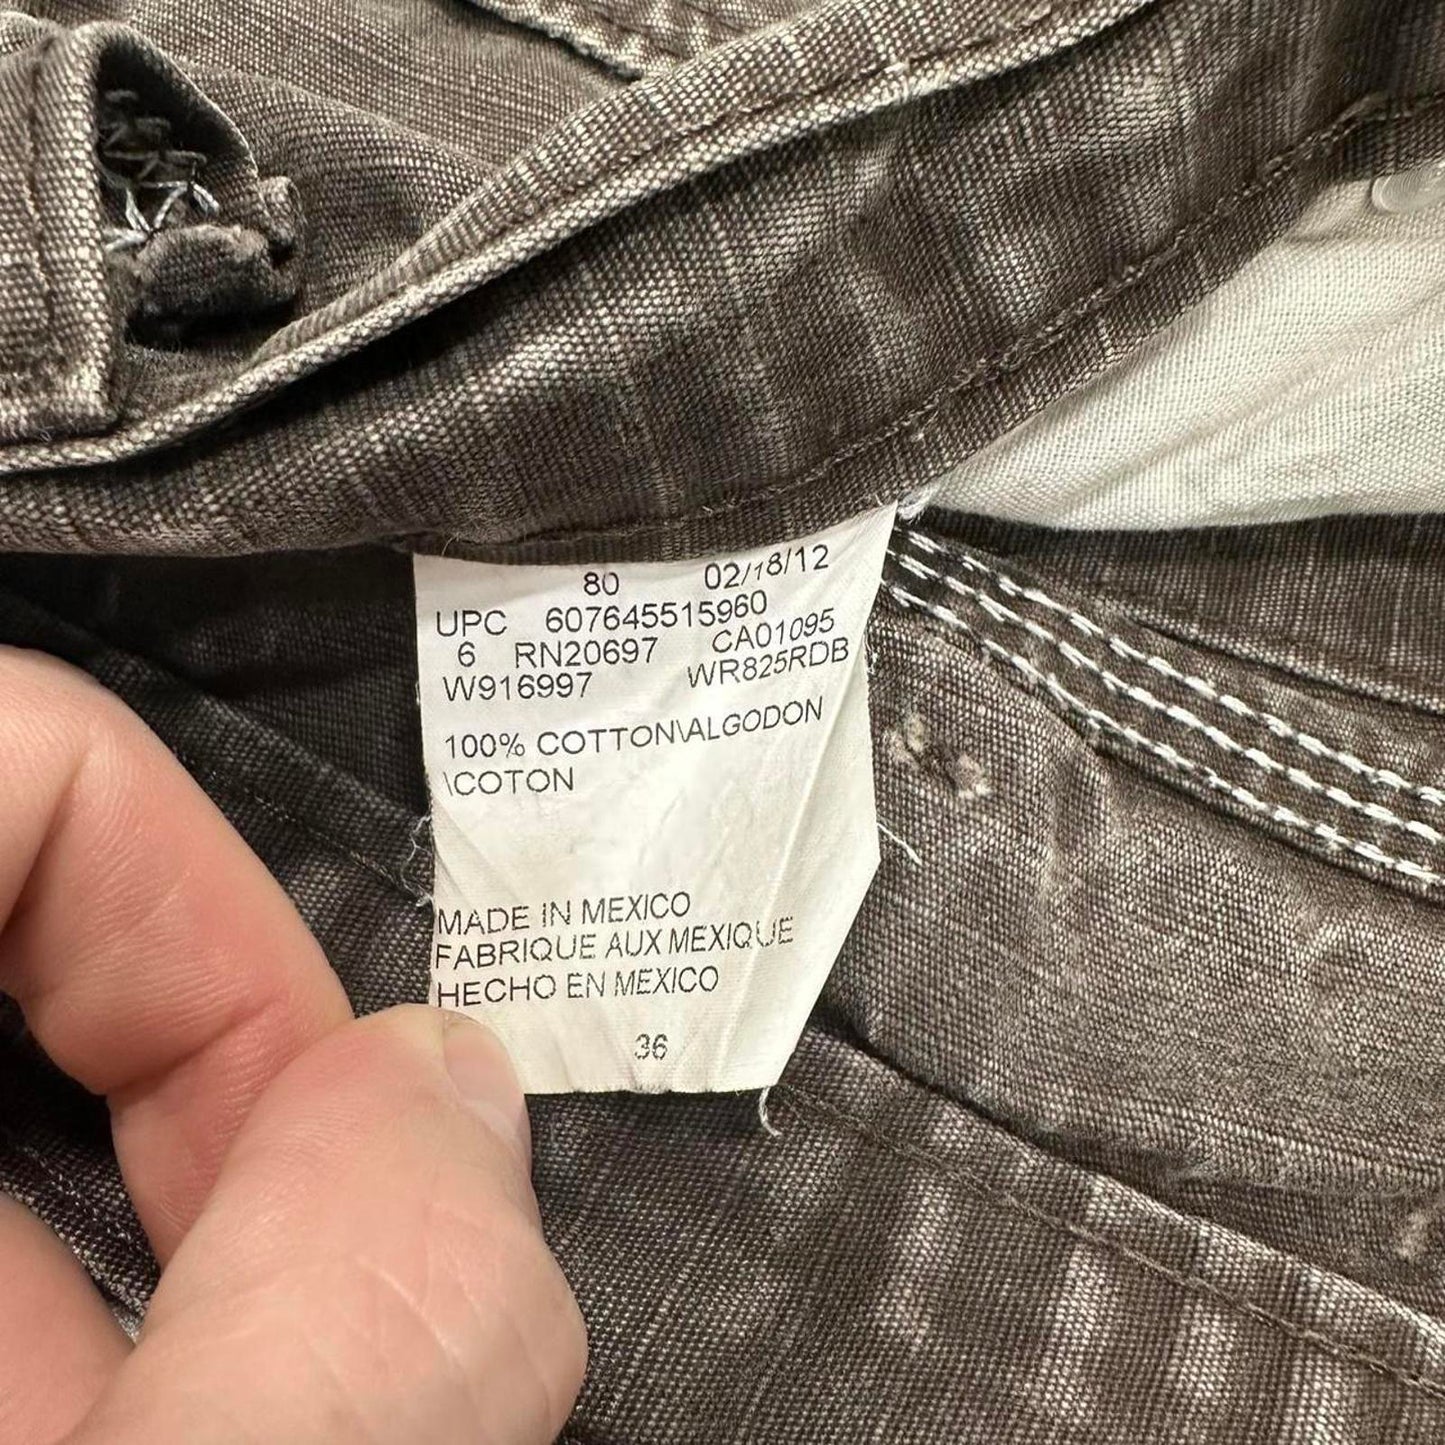 80 02/18/12
UPC 607645515960
6 RN20697 CA01095
W916997 WR825RDB
100% COTTON\ALGODON
\COTON
MADE IN MEXICO
FABRIQUE AUX MEXIQUE
HECHO EN MEXICO
36